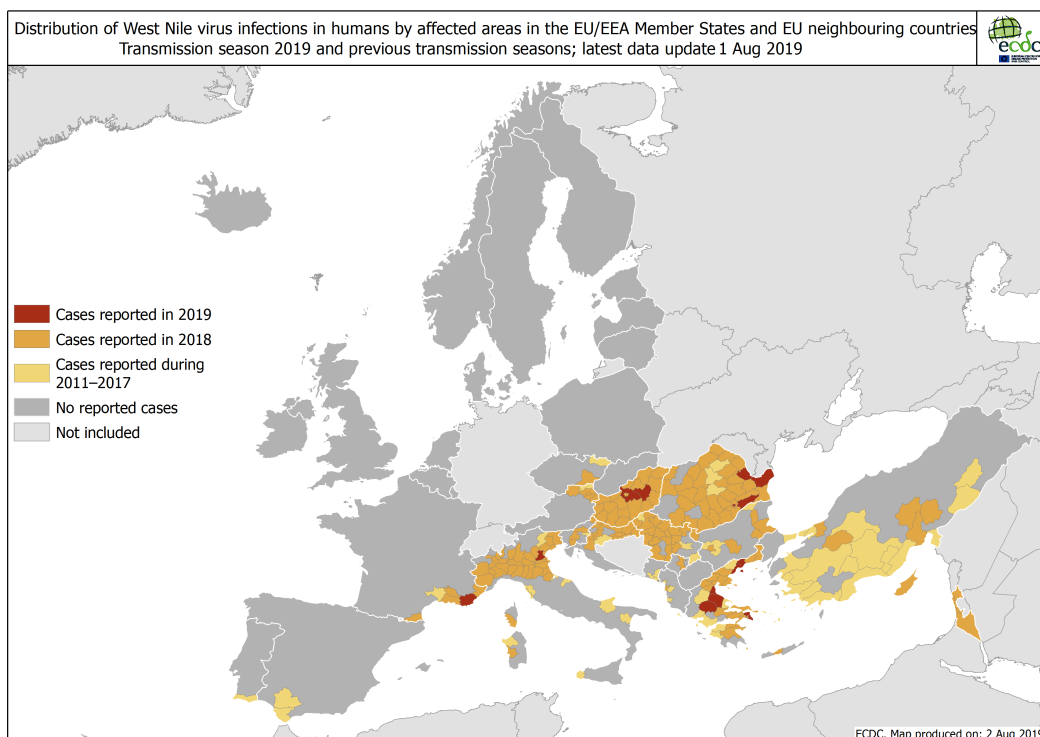 Distribution of West Nile virus infections in humans by affected areas in the EU/EEA Member States and EU neighbouring countries
Transmission season 2019 and previous transmission seasons; latest data update 1 Aug 2019
ecdc
Cases reported in 2019
Cases reported in 2018
Cases reported during
2011–2017
No reported cases
Not included
ECDC. Map produced on: 2 Aug 2019